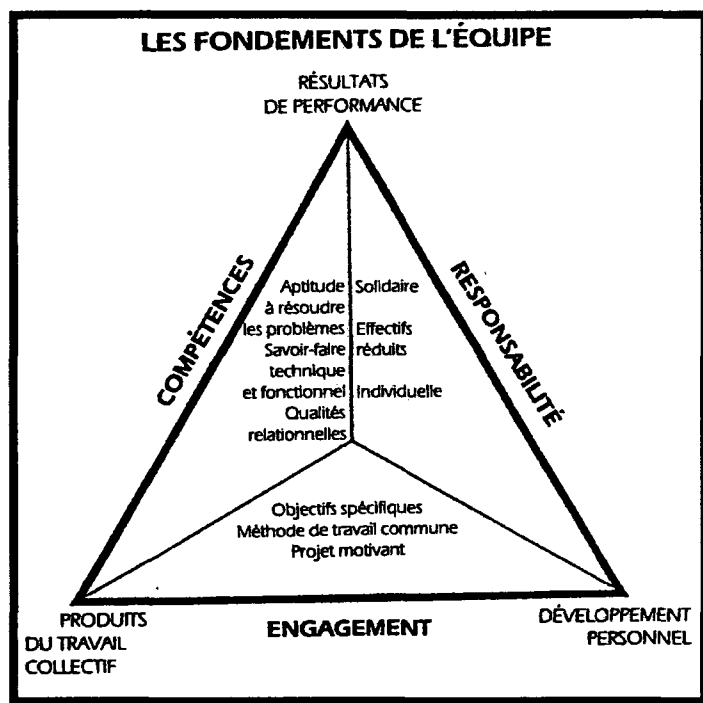 LES FONDEMENTS DE L'ÉQUIPE
RÉSULTATS
DE PERFORMANCE
COMPÉTENCES
Aptitude
à résoudre
les problèmes
Savoir-faire
technique
et fonctionnel
Qualités
relationnelles
Solidaire
Effectifs
réduits
Individuelle
RESPONSABILITÉ
Objectifs spécifiques
Méthode de travail commune
Projet motivant
PRODUITS
DU TRAVAIL
COLLECTIF
ENGAGEMENT
DÉVELOPPEMENT
PERSONNEL